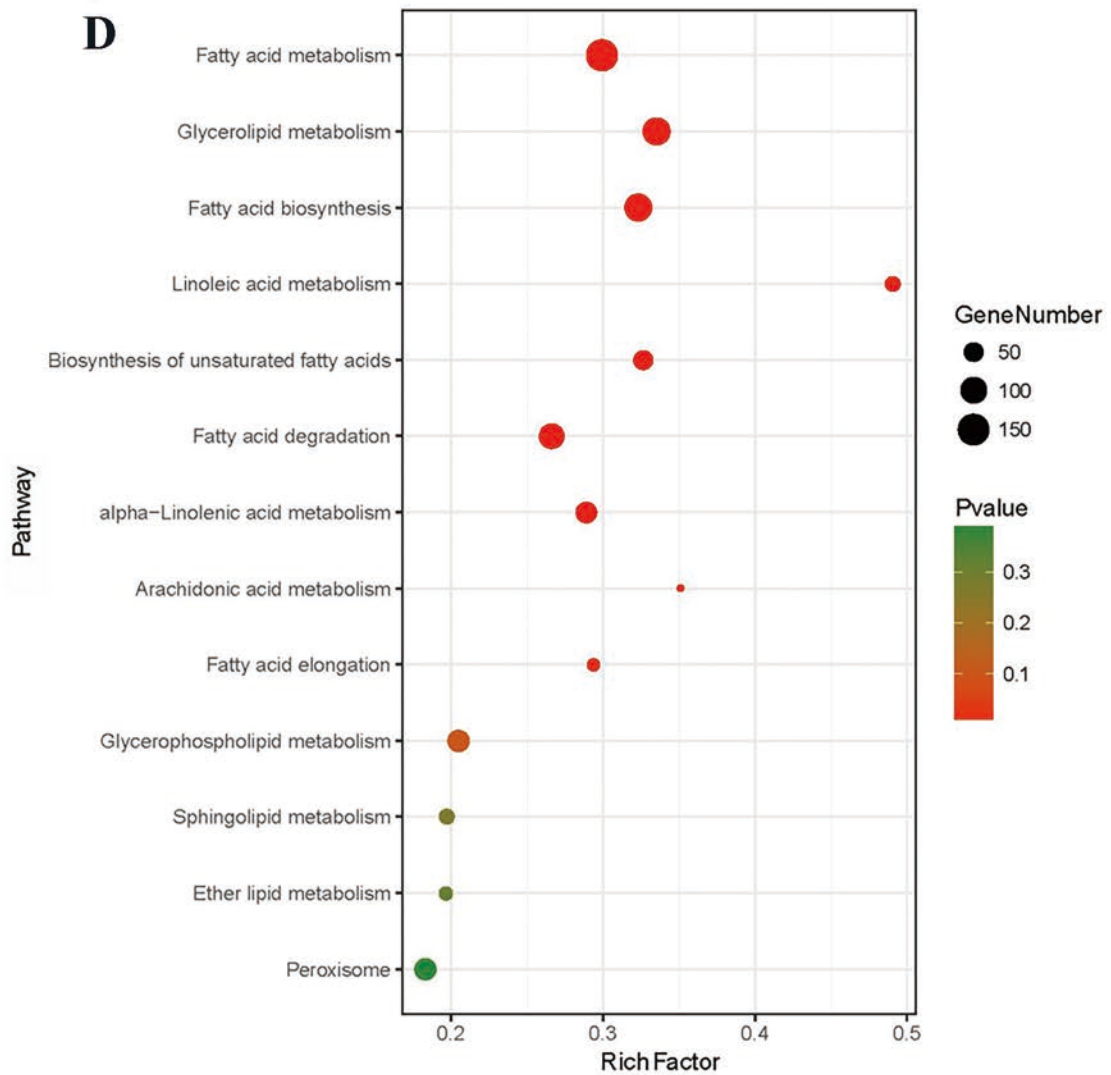 D
Fatty acid metabolism
Glycerolipid metabolism
Fatty acid biosynthesis
Linoleic acid metabolism
Biosynthesis of unsaturated fatty acids
Fatty acid degradation
alpha−Linolenic acid metabolism
Arachidonic acid metabolism
Fatty acid elongation
Glycerophospholipid metabolism
Sphingolipid metabolism
Ether lipid metabolism
Peroxisome
Pathway
0.2 0.3 0.4 0.5
Rich Factor
GeneNumber
50
100
150
Pvalue
0.3
0.2
0.1